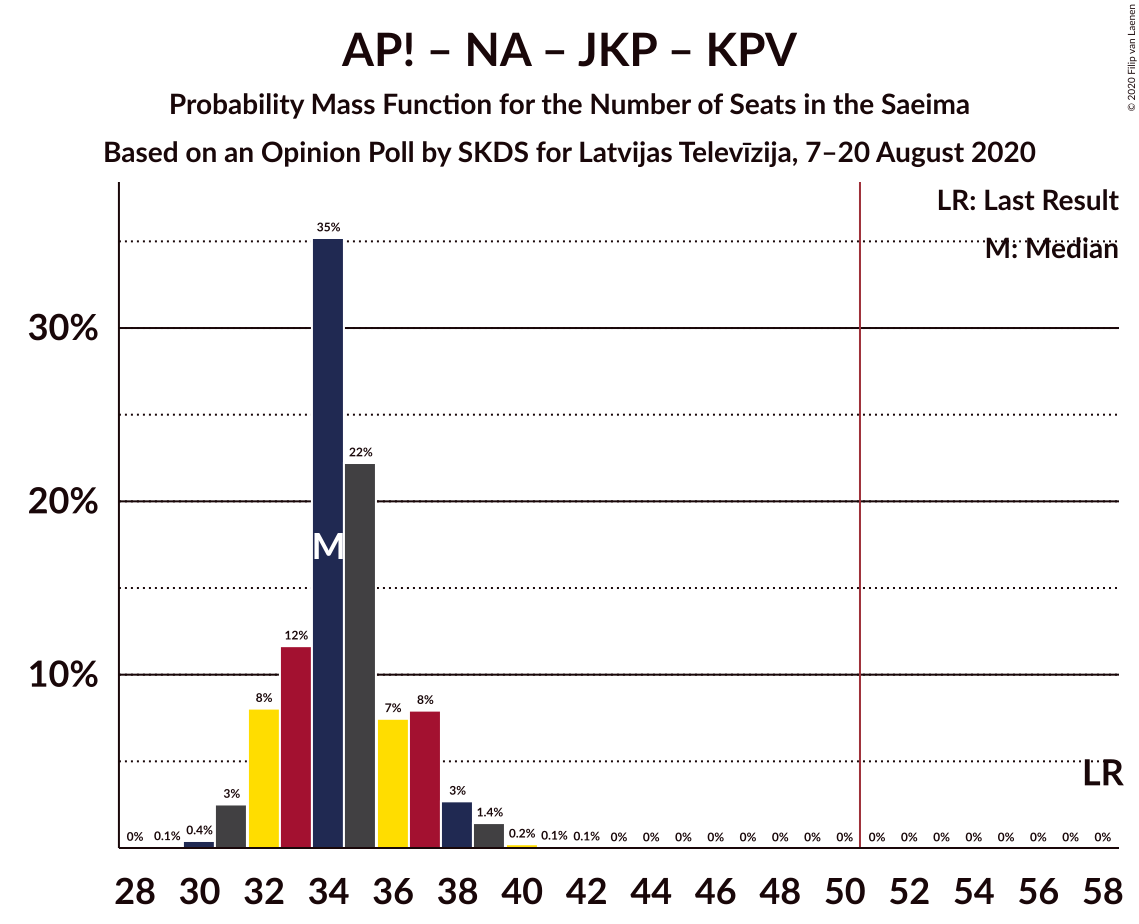 AP! – NA – JKP – KPV
Probability Mass Function for the Number of Seats in the Saeima
Based on an Opinion Poll by SKDS for Latvijas Televīzija, 7–20 August 2020
© 2020 Filip van Laenen
LR: Last Result
M: Median
35%
30%
22%
20%
M
12%
10%
8%
7%
8%
LR
3%
3%
0% 0.1% 0.4% 1.4% 0.2% 0.1% 0.1% 0% 0% 0% 0% 0% 0% 0% 0% 0% 0% 0% 0% 0% 0% 0% 0%
28 30 32 34 36 38 40 42 44 46 48 50 52 54 56 58